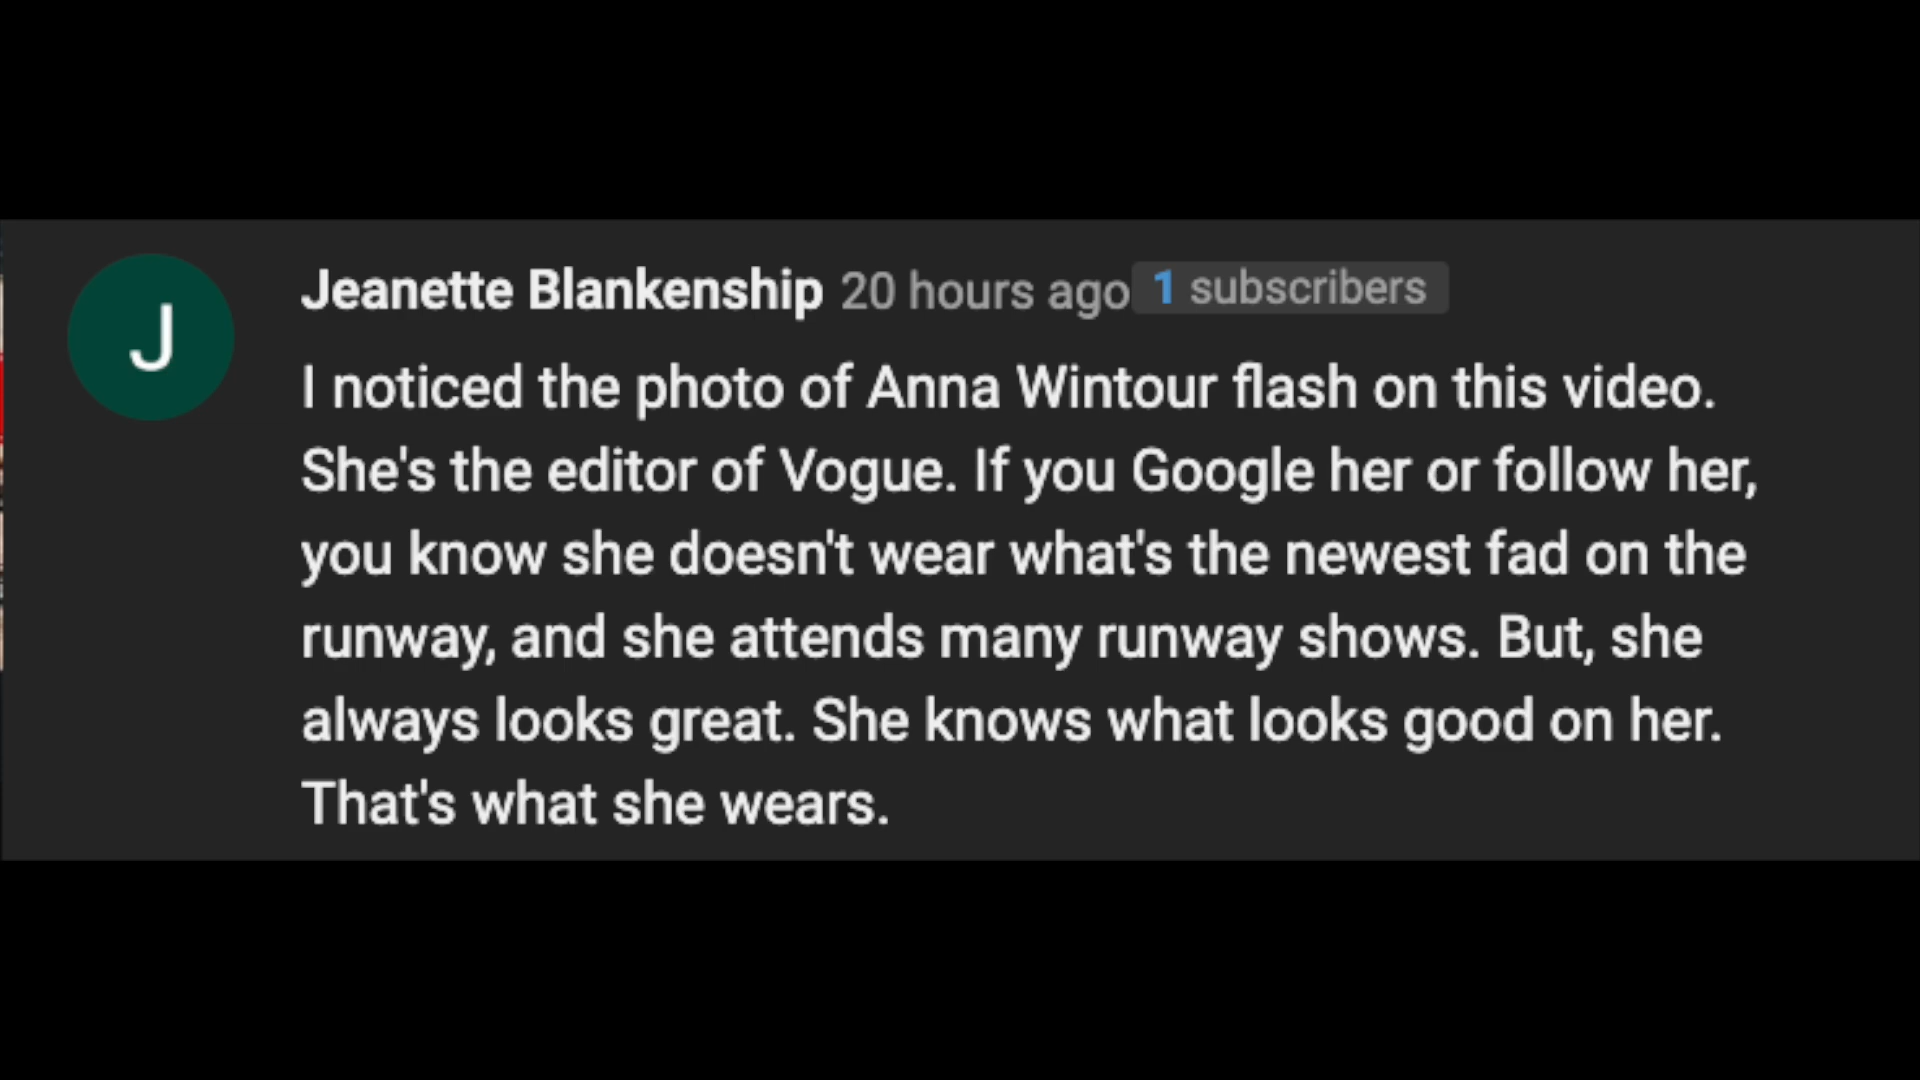 J
Jeanette Blankenship 20 hours ago 1 subscribers
I noticed the photo of Anna Wintour flash on this video.
She's the editor of Vogue. If you Google her or follow her,
you know she doesn't wear what's the newest fad on the
runway, and she attends many runway shows. But, she
always looks great. She knows what looks good on her.
That's what she wears.